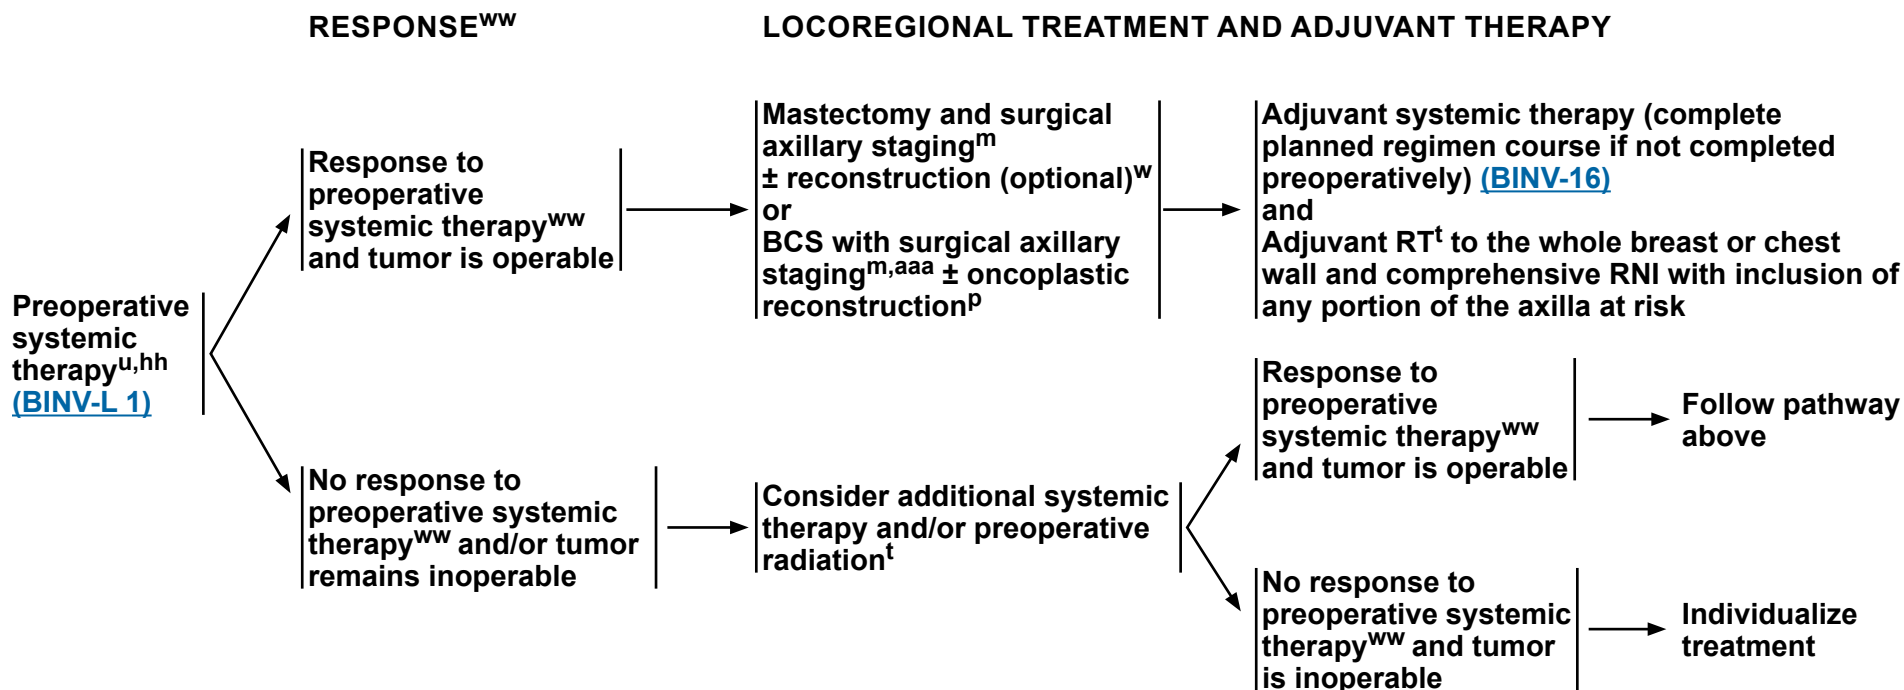 RESPONSEww
LOCOREGIONAL TREATMENT AND ADJUVANT THERAPY
Preoperative
systemic
therapyu,hh
(BINV-L 1)
Response to
preoperative
systemic therapyww
and tumor is operable
Mastectomy and surgical
axillary stagingm
± reconstruction (optional)w
or
BCS with surgical axillary
stagingm,aaa ± oncoplastic
reconstructionp
Adjuvant systemic therapy (complete
planned regimen course if not completed
preoperatively) (BINV-16)
and
Adjuvant RTt to the whole breast or chest
wall and comprehensive RNI with inclusion of
any portion of the axilla at risk
No response to
preoperative systemic
therapyww and/or tumor
remains inoperable
Consider additional systemic
therapy and/or preoperative
radiationt
Response to
preoperative
systemic therapyww
and tumor is operable
Follow pathway
above
No response to
preoperative systemic
therapyww and tumor
is inoperable
Individualize
treatment